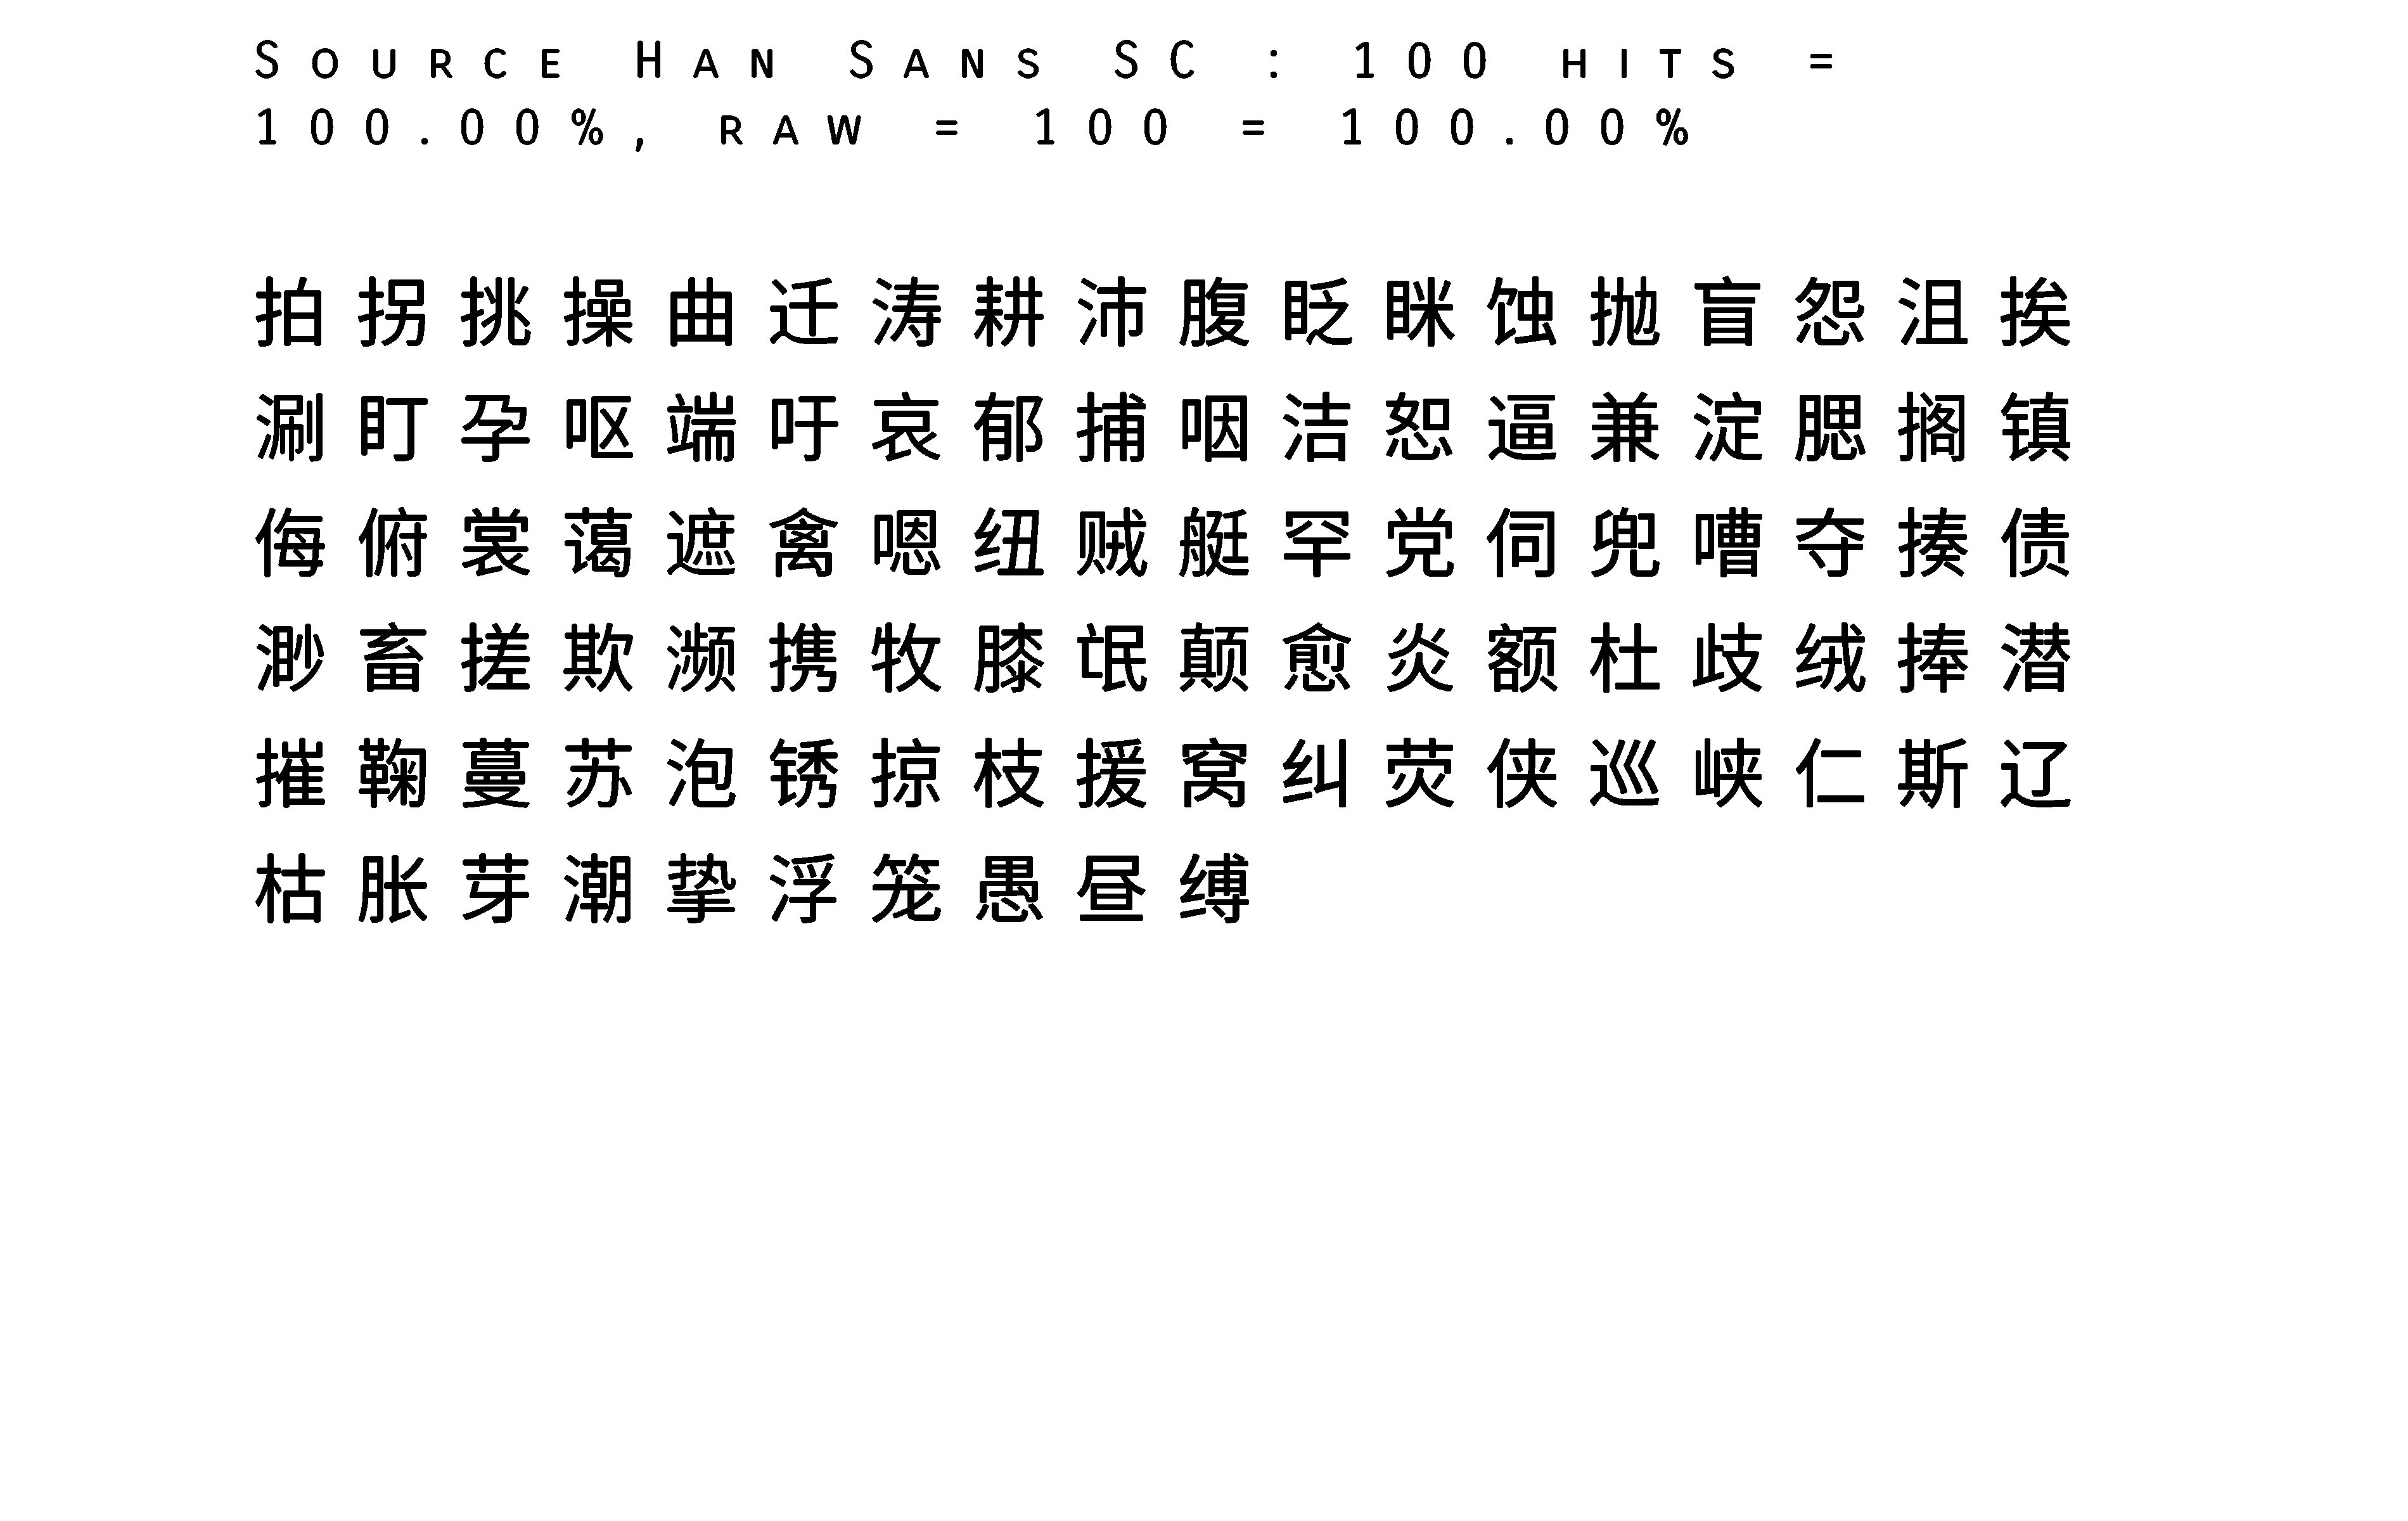 Source Han Sans SC : 100 hits =
100.00%, raw = 100 = 100.00%
拍拐挑操曲迁涛耕沛腹眨眯蚀抛盲怨沮挨
涮盯孕呕端吁哀郁捕咽洁恕逼兼淀腮搁镇
侮俯裳蔼遮禽嗯纽贼艇罕党伺兜嘈夺揍债
渺畜搓欺濒携牧膝氓颠愈炎额杜歧绒捧潜
摧鞠蔓苏泡锈掠枝援窝纠荧侠巡峡仁斯辽
枯胀芽潮挚浮笼愚昼缚